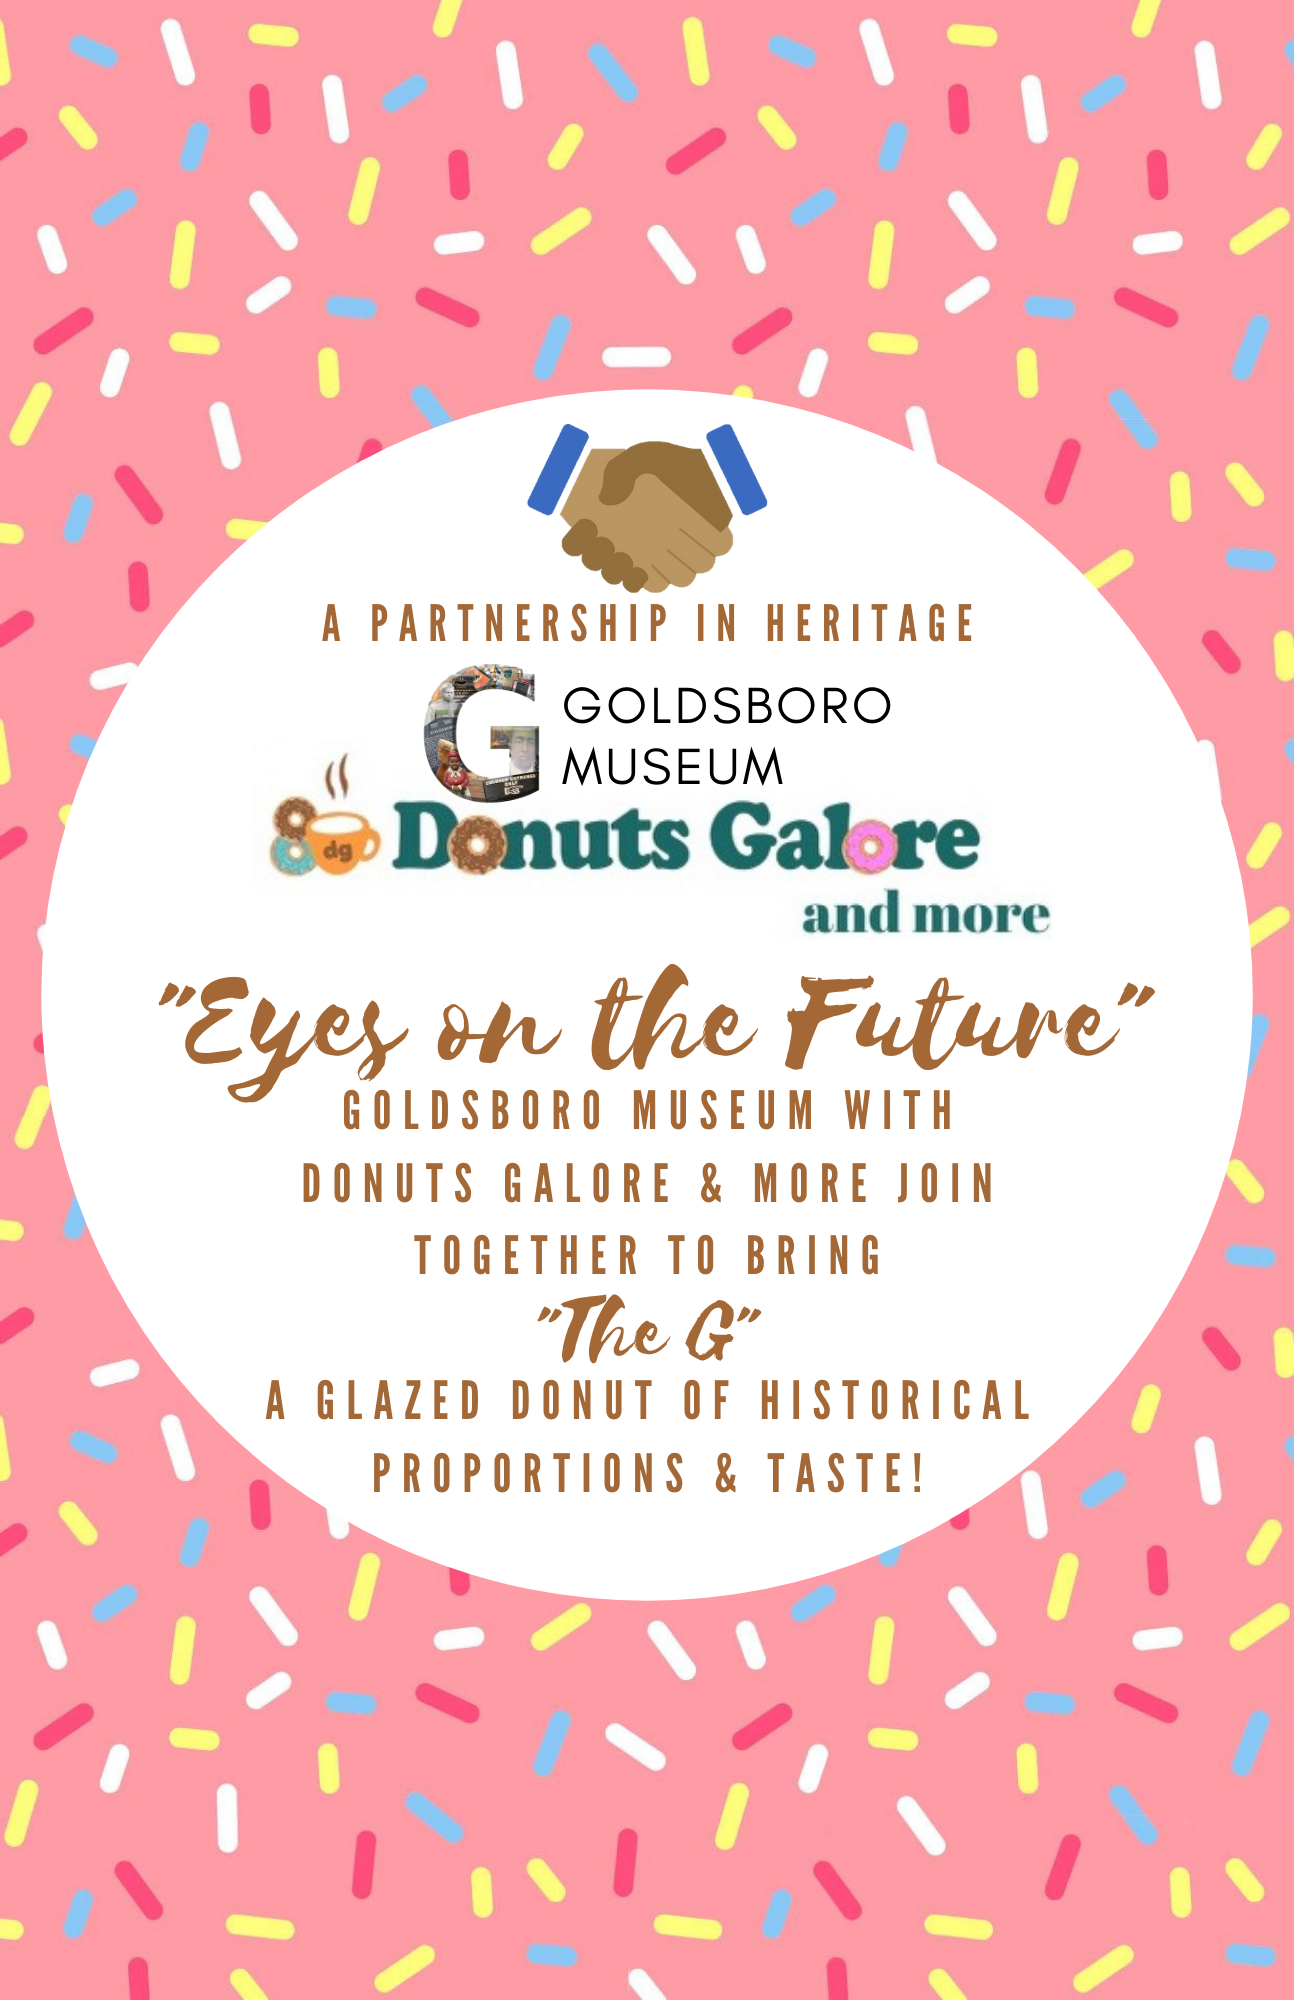 A PARTNERSHIP IN HERITAGE
G GOLDSBORO
MUSEUM
dg Donuts Galore
and more
"Eyes on the Future"
GOLDSBORO MUSEUM WITH
DONUTS GALORE & MORE JOIN
TOGETHER TO BRING
"The G"
A GLAZED DONUT OF HISTORICAL
PROPORTIONS & TASTE!